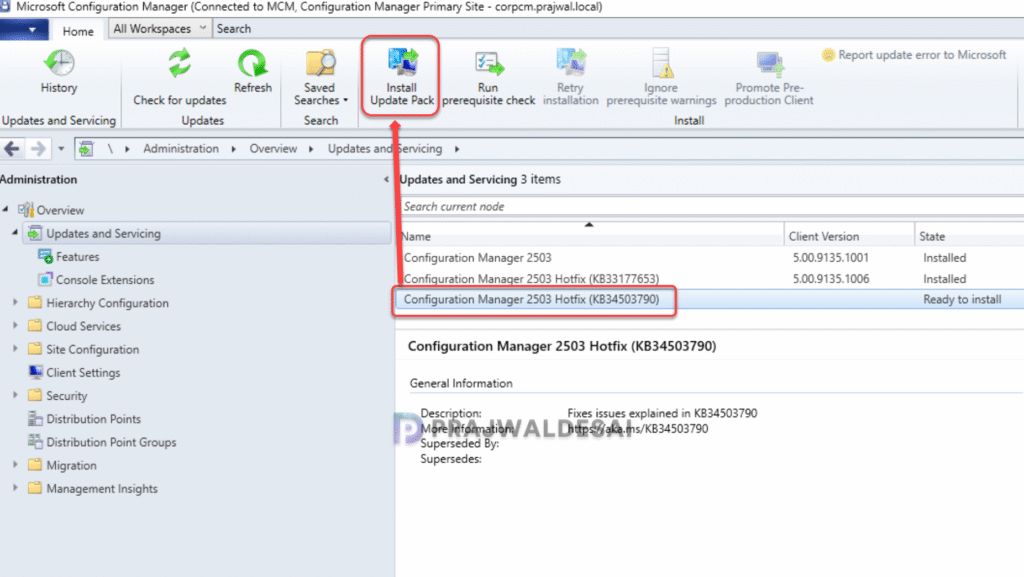 Microsoft Configuration Manager (Connected to MCM, Configuration Manager Primary Site - corpcm.prajwal.local)
Home All Workspaces Search
History
Check for updates
Refresh
Saved Searches
Install Update Pack
Run prerequisite check
Retry installation
Ignore prerequisite warnings
Promote Pre-production Client
Report update error to Microsoft
Updates and Servicing Updates Search Install
\ Administration Overview Updates and Servicing
Administration
Overview
Updates and Servicing
Features
Console Extensions
Hierarchy Configuration
Cloud Services
Site Configuration
Client Settings
Security
Distribution Points
Distribution Point Groups
Migration
Management Insights
Updates and Servicing 3 items
Search current node
Name Client Version State
Configuration Manager 2503 5.00.9135.1001 Installed
Configuration Manager 2503 Hotfix (KB33177653) 5.00.9135.1006 Installed
Configuration Manager 2503 Hotfix (KB34503790) Ready to install
Configuration Manager 2503 Hotfix (KB34503790)
General Information
Description: Fixes issues explained in KB34503790
More Information: https://aka.ms/KB34503790
PRAJWALDESAI
Superseded By:
Supersedes: